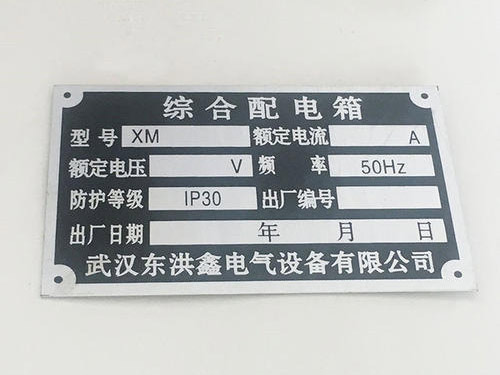 综合配电箱
型号 XM 额定电流 A
额定电压 V 频率 50Hz
防护等级 IP30 出厂编号
出厂日期 年 月 日
武汉东洪鑫电气设备有限公司